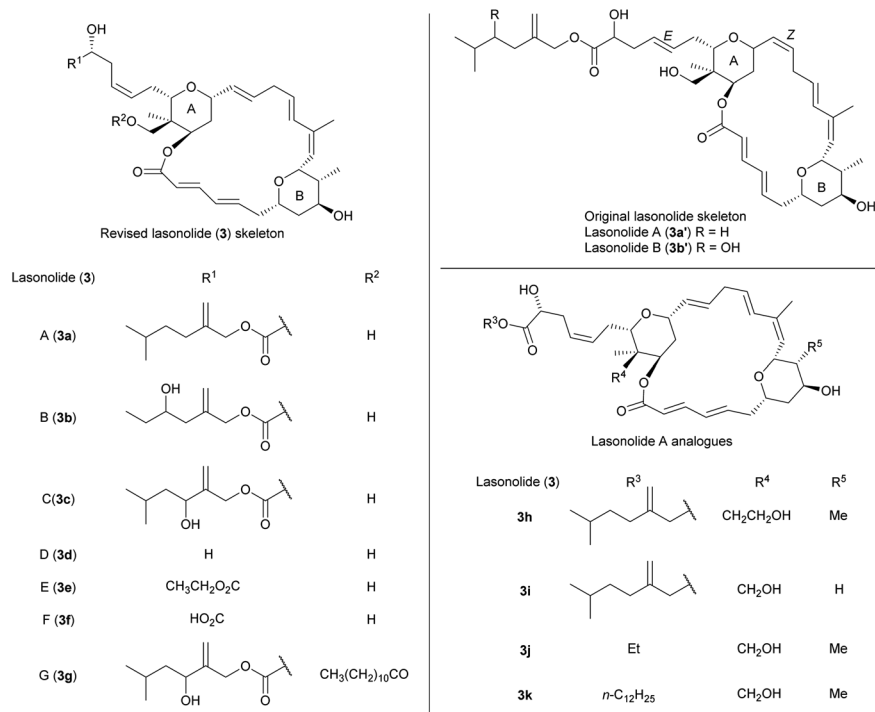 OH
R¹
O
A
R²O
O
O
O
B
OH
Revised lasonolide (3) skeleton
Lasonolide (3) R¹ R²
A (3a) O O H
B (3b) OH O O H
C(3c) OH O O H
D (3d) H H
E (3e) CH₃CH₂O₂C H
F (3f) HO₂C H
G (3g) OH O O CH₃(CH₂)₁₀CO
R OH
E Z
O O
O
A
HO
O
O
O
B
OH
Original lasonolide skeleton
Lasonolide A (3a') R = H
Lasonolide B (3b') R = OH
HO
R³O
O
O
R⁴
O
O
O
R⁵
OH
Lasonolide A analogues
Lasonolide (3) R³ R⁴ R⁵
3h CH₂CH₂OH Me
3i CH₂OH H
3j Et CH₂OH Me
3k n-C₁₂H₂₅ CH₂OH Me